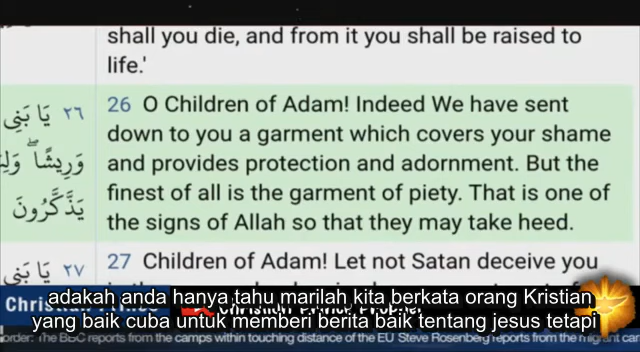 shall you die, and from it you shall be raised to
life.'
٢٦ يَا بَنِي
26 O Children of Adam! Indeed We have sent
down to you a garment which covers your shame
and provides protection and adornment. But the
وَرِيشًا ۖ
finest of all is the garment of piety. That is one of
يَذَّكَّرُونَ
the signs of Allah so that they may take heed.
٢٧ يَا بَنِي
27 Children of Adam! Let not Satan deceive you
adakah anda hanya tahu marilah kita berkata orang Kristian
yang baik cuba untuk memberi berita baik tentang jesus tetapi
order: The BBC reports from the camps within touching distance of the EU Steve Rosenberg reports from the migrant car